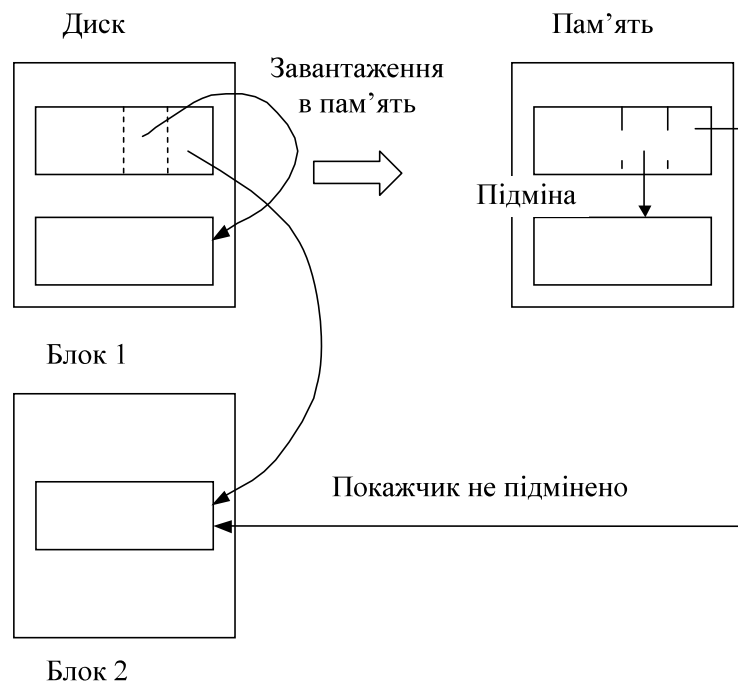 Диск
Пам’ять
Завантаження
в пам’ять
Підміна
Блок 1
Покажчик не підмінено
Блок 2